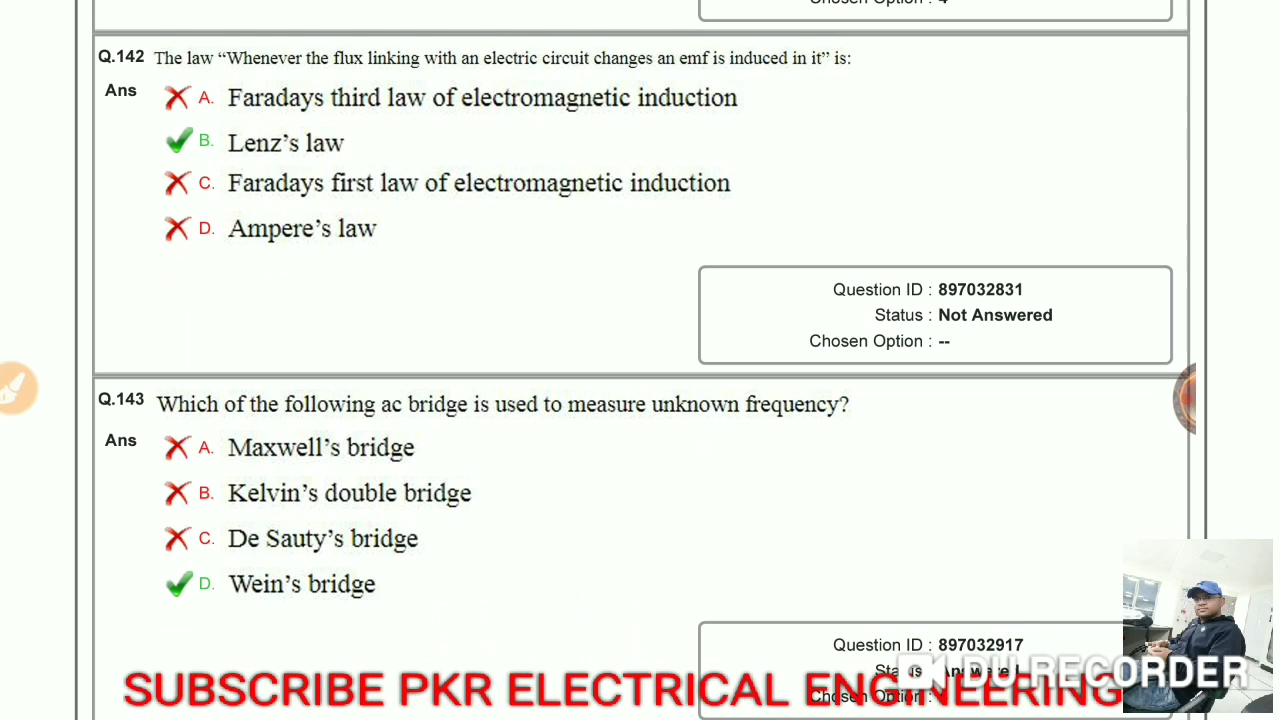 Chosen Option : 4
Q.142 The law “Whenever the flux linking with an electric circuit changes an emf is induced in it” is:
Ans A. Faradays third law of electromagnetic induction
B. Lenz’s law
C. Faradays first law of electromagnetic induction
D. Ampere’s law
Question ID : 897032831
Status : Not Answered
Chosen Option : --
Q.143 Which of the following ac bridge is used to measure unknown frequency?
Ans A. Maxwell’s bridge
B. Kelvin’s double bridge
C. De Sauty’s bridge
D. Wein’s bridge
Question ID : 897032917
Status : Answered
Chosen Option :
DU RECORDER
SUBSCRIBE PKR ELECTRICAL ENGINEERING